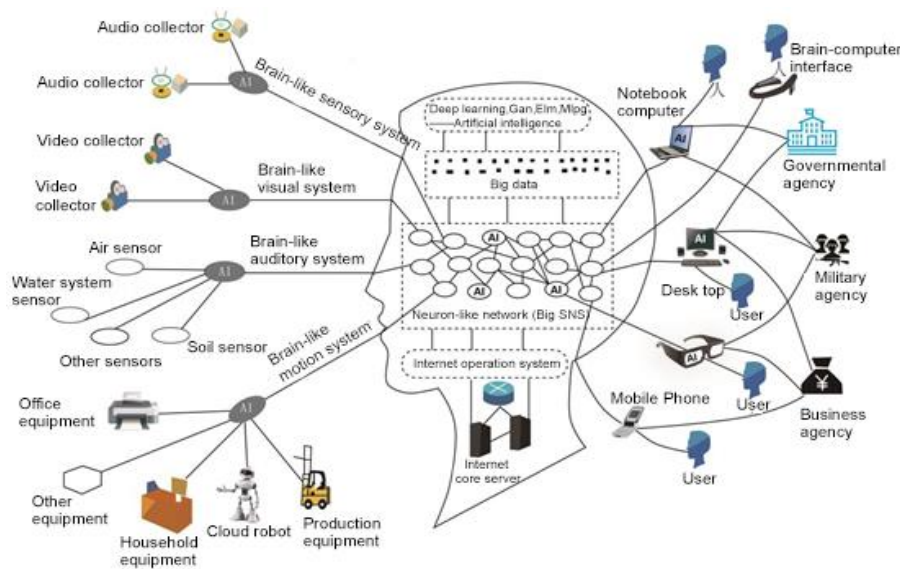 Audio collector
Audio collector
AI
Brain-like sensory system
Video collector
Video
collector
AI
Brain-like
visual system
Air sensor
Water system
sensor
Other sensors
Soil sensor
AI
Brain-like
auditory system
Brain-like
motion system
Office
equipment
AI
Other
equipment
Household
equipment
Cloud robot
Production
equipment
Deep learning,Gan,Elm,Mlpg
Artificial intelligence
Big data
AI
AI
AI
Neuron-like network (Big SNS)
Internet operation system
Internet
core server
Notebook
computer
AI
Brain-computer
interface
Governmental
agency
AI
Desk top
User
Military
agency
AI
User
Mobile Phone
User
¥
Business
agency